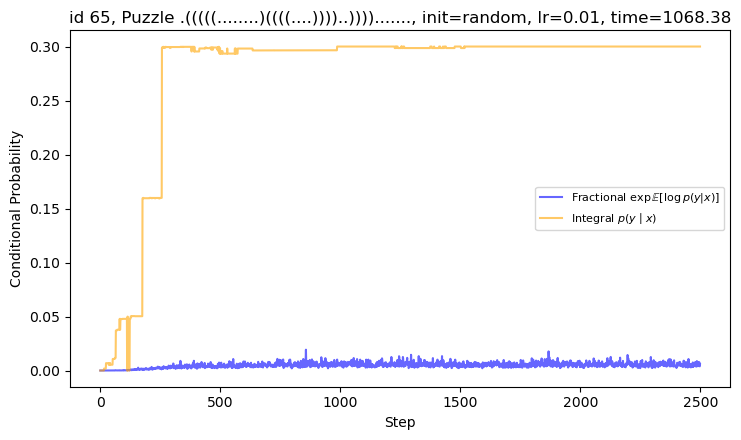 id 65, Puzzle .(((((........)((((....))))..))))......., init=random, lr=0.01, time=1068.38
Conditional Probability
0.30
0.25
0.20
0.15
0.10
0.05
0.00
Fractional exp𝔼[log p(y|x)]
Integral p(y | x)
0 500 1000 1500 2000 2500
Step